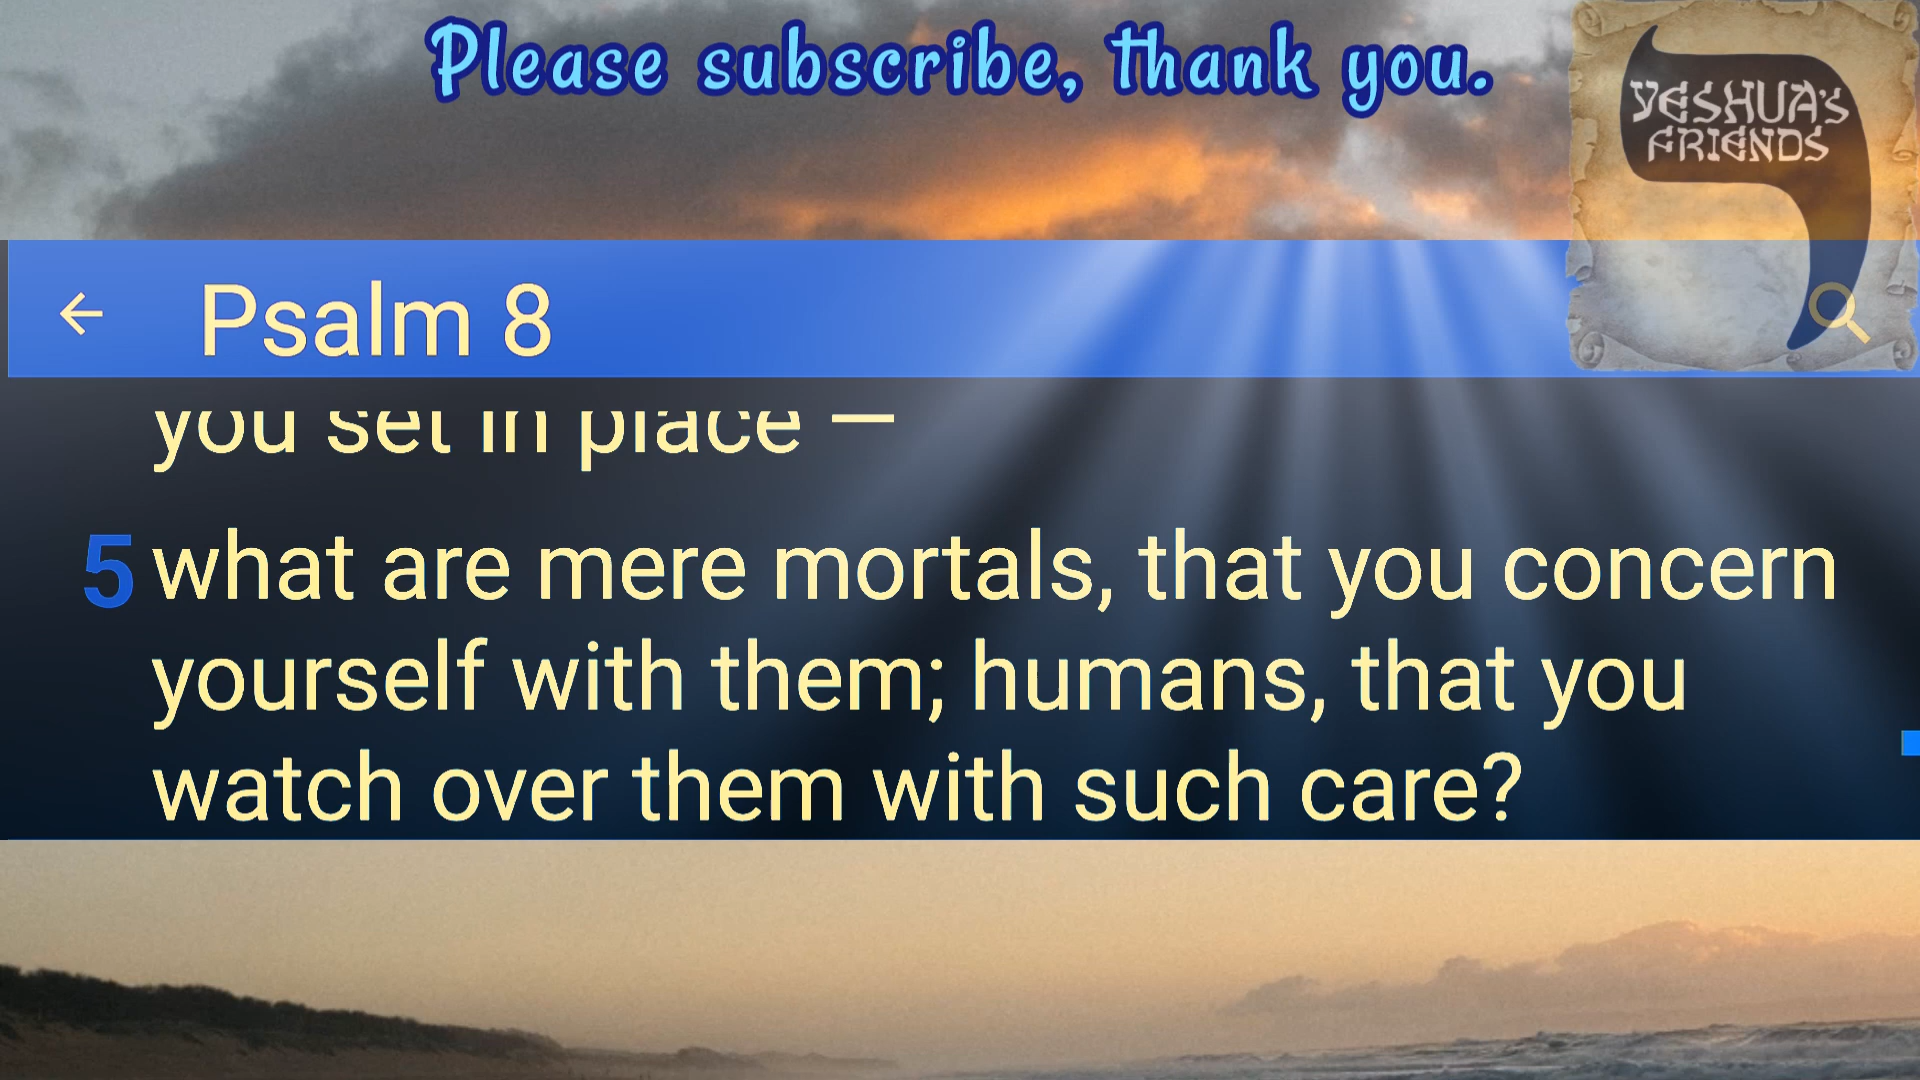 Please subscribe, thank you.
YESHUA'S
FRIENDS
Psalm 8
you set in place —
5 what are mere mortals, that you concern
yourself with them; humans, that you
watch over them with such care?